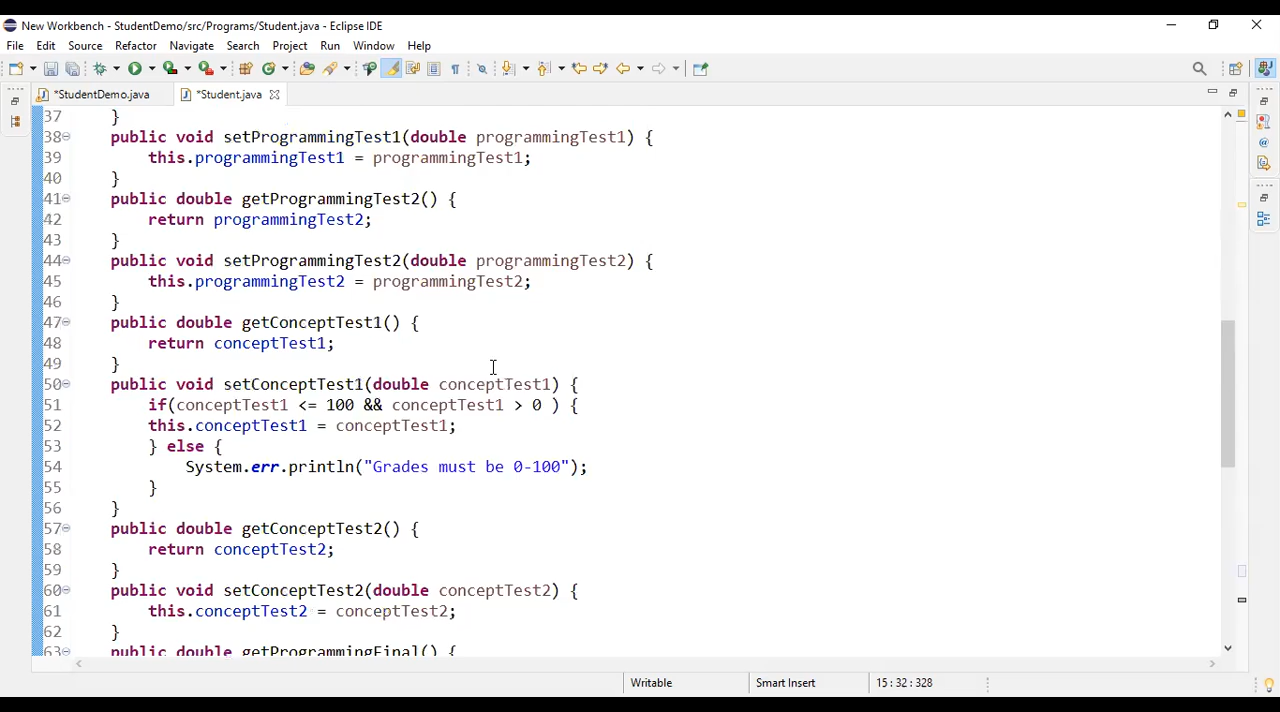 New Workbench - StudentDemo/src/Programs/Student.java - Eclipse IDE
File Edit Source Refactor Navigate Search Project Run Window Help
*StudentDemo.java *Student.java
37 }
38 public void setProgrammingTest1(double programmingTest1) {
39 this.programmingTest1 = programmingTest1;
40 }
41 public double getProgrammingTest2() {
42 return programmingTest2;
43 }
44 public void setProgrammingTest2(double programmingTest2) {
45 this.programmingTest2 = programmingTest2;
46 }
47 public double getConceptTest1() {
48 return conceptTest1;
49 }
50 public void setConceptTest1(double conceptTest1) {
51 if(conceptTest1 <= 100 && conceptTest1 > 0 ) {
52 this.conceptTest1 = conceptTest1;
53 } else {
54 System.err.println("Grades must be 0-100");
55 }
56 }
57 public double getConceptTest2() {
58 return conceptTest2;
59 }
60 public void setConceptTest2(double conceptTest2) {
61 this.conceptTest2 = conceptTest2;
62 }
63 public double getProgrammingFinal() {
Writable Smart Insert 15 : 32 : 328